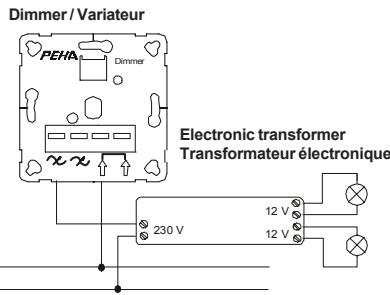 Dimmer / Variateur
PEHA
Dimmer
Electronic transformer
Transformateur électronique
12 V
230 V
12 V